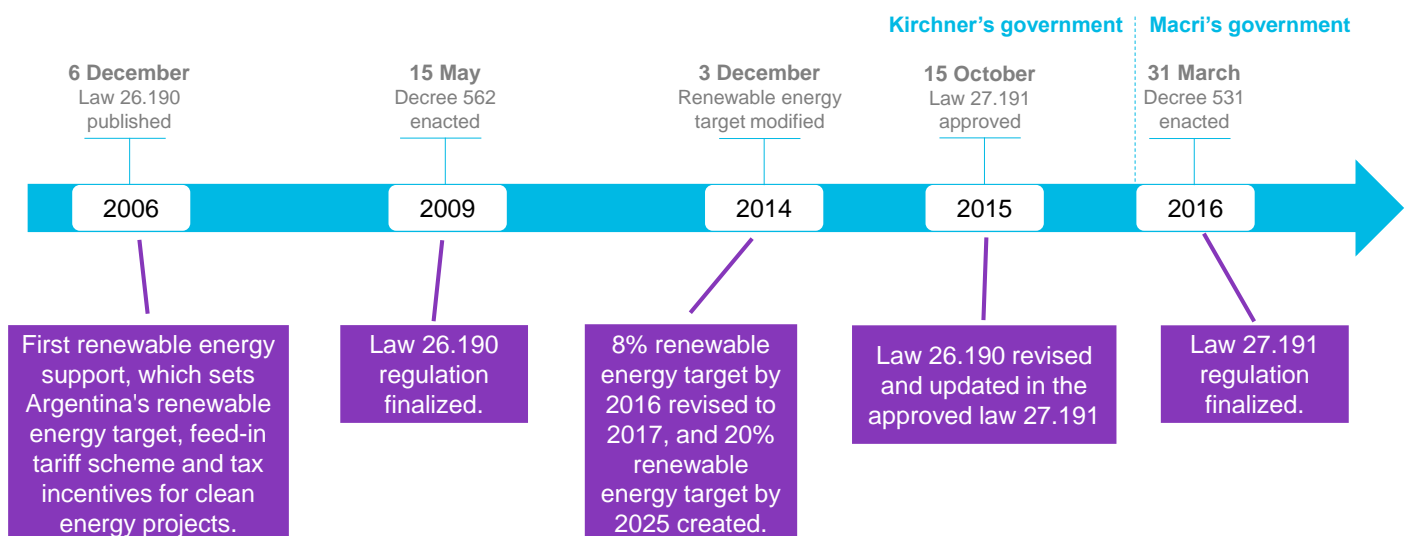 Kirchner's government
Macri's government
6 December
Law 26.190
published
15 May
Decree 562
enacted
3 December
Renewable energy
target modified
15 October
Law 27.191
approved
31 March
Decree 531
enacted
2006
2009
2014
2015
2016
First renewable energy
support, which sets
Argentina's renewable
energy target, feed-in
tariff scheme and tax
incentives for clean
energy projects.
Law 26.190
regulation
finalized.
8% renewable
energy target by
2016 revised to
2017, and 20%
renewable
energy target by
2025 created.
Law 26.190 revised
and updated in the
approved law 27.191
Law 27.191
regulation
finalized.